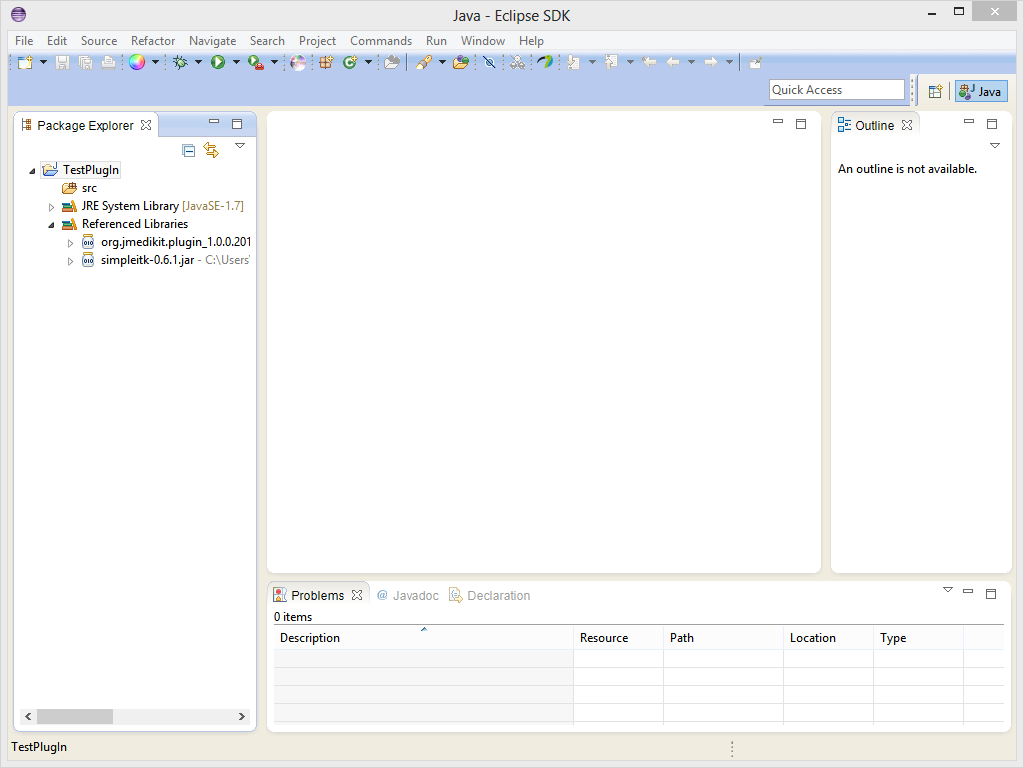 Java - Eclipse SDK
File Edit Source Refactor Navigate Search Project Commands Run Window Help
Quick Access
Java
Package Explorer
TestPlugIn
src
JRE System Library [JavaSE-1.7]
Referenced Libraries
org.jmedikit.plugin_1.0.0.201
simpleitk-0.6.1.jar - C:\Users
Outline
An outline is not available.
Problems @ Javadoc Declaration
0 items
Description Resource Path Location Type
TestPlugIn